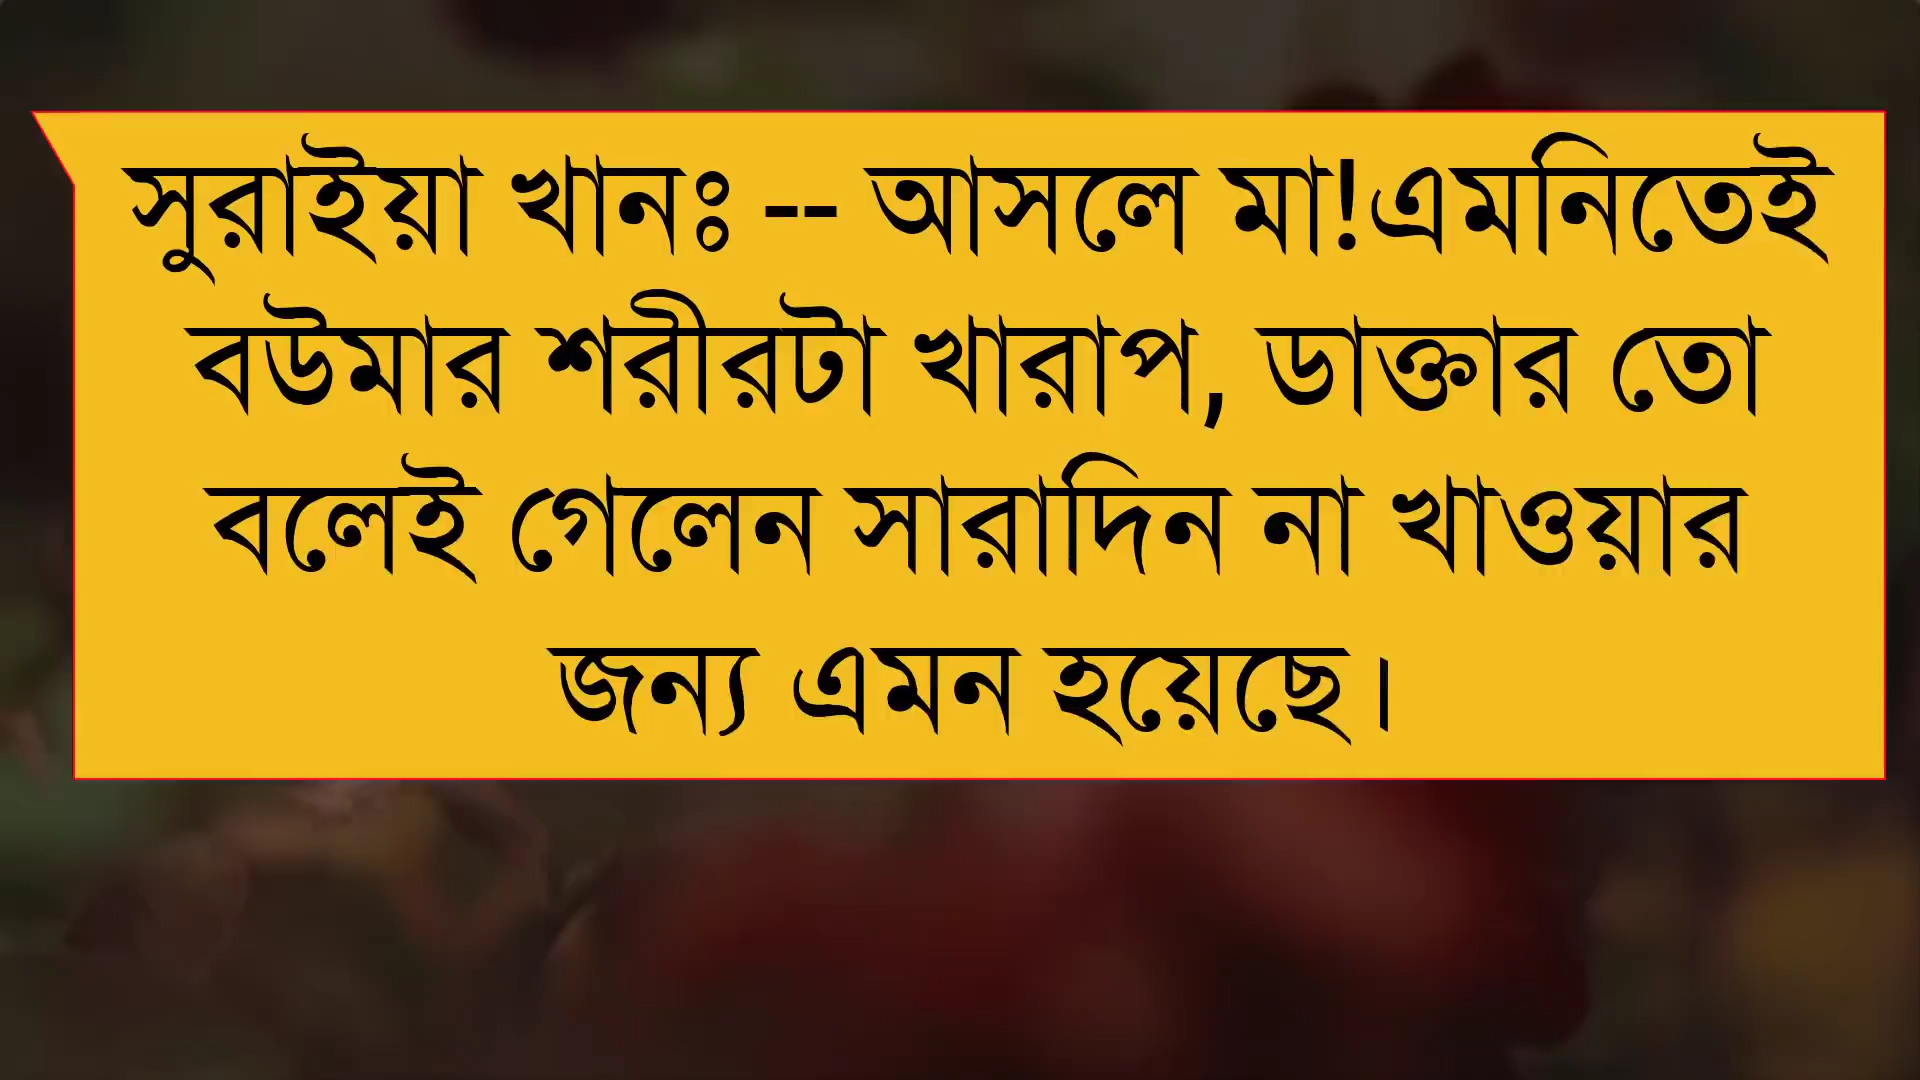 সুরাইয়া খানঃ -- আসলে মা!এমনিতেই
বউমার শরীরটা খারাপ, ডাক্তার তো
বলেই গেলেন সারাদিন না খাওয়ার
জন্য এমন হয়েছে।